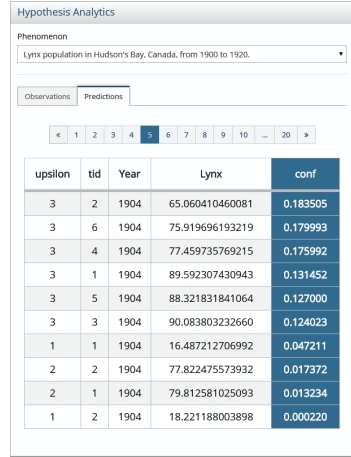 Hypothesis Analytics
Phenomenon
Lynx population in Hudson's Bay, Canada, from 1900 to 1920.
Observations Predictions
« 1 2 3 4 5 6 7 8 9 10 ... 20 »
upsilon tid Year Lynx conf
3 2 1904 65.060410460081 0.183505
3 6 1904 75.919696193219 0.179993
3 4 1904 77.459735769215 0.175992
3 1 1904 89.592307430943 0.131452
3 5 1904 88.321831841064 0.127000
3 3 1904 90.083803232660 0.124023
1 1 1904 16.487212706992 0.047211
2 2 1904 77.822475573932 0.017372
2 1 1904 79.812581025093 0.013234
1 2 1904 18.221188003898 0.000220